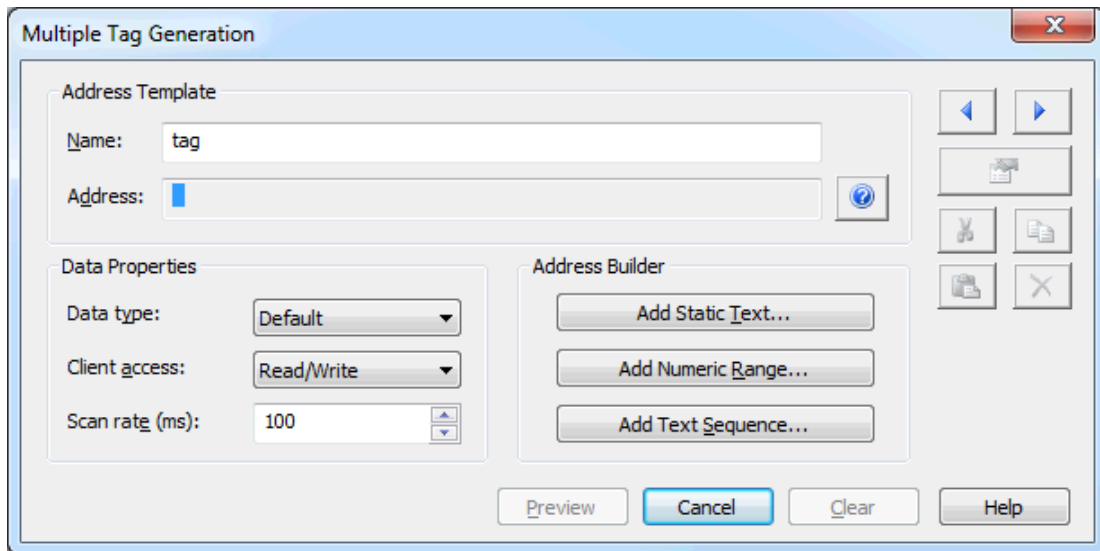 Multiple Tag Generation
Address Template
Name: tag
Address:
Data Properties
Data type: Default
Client access: Read/Write
Scan rate (ms): 100
Address Builder
Add Static Text...
Add Numeric Range...
Add Text Sequence...
Preview Cancel Clear Help